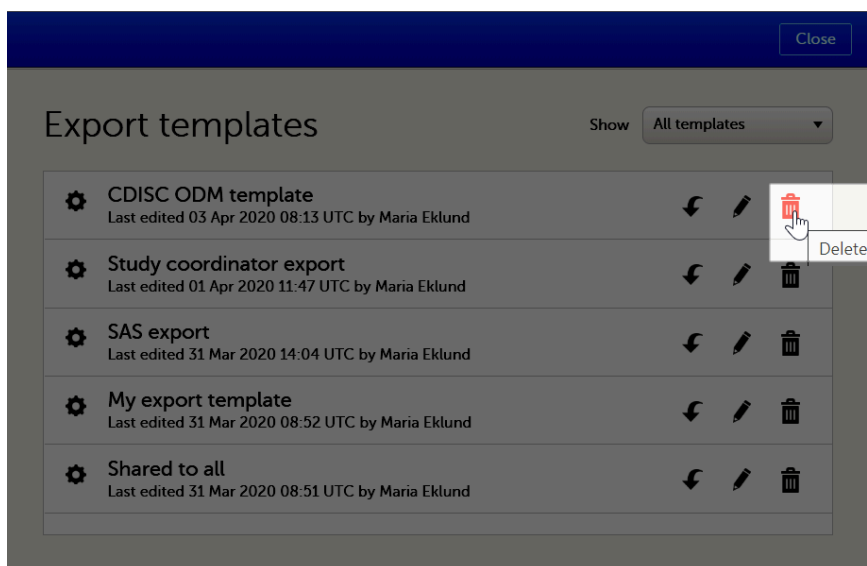 Close
Export templates
Show All templates
CDISC ODM template
Last edited 03 Apr 2020 08:13 UTC by Maria Eklund
Delete
Study coordinator export
Last edited 01 Apr 2020 11:47 UTC by Maria Eklund
SAS export
Last edited 31 Mar 2020 14:04 UTC by Maria Eklund
My export template
Last edited 31 Mar 2020 08:52 UTC by Maria Eklund
Shared to all
Last edited 31 Mar 2020 08:51 UTC by Maria Eklund